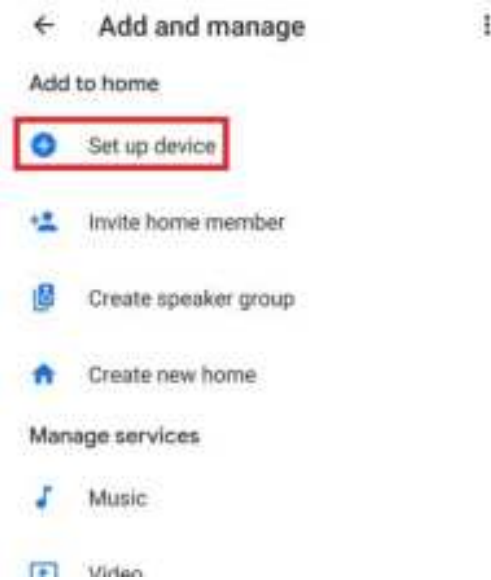 Add and manage
Add to home
Set up device
Invite home member
Create speaker group
Create new home
Manage services
Music
Video